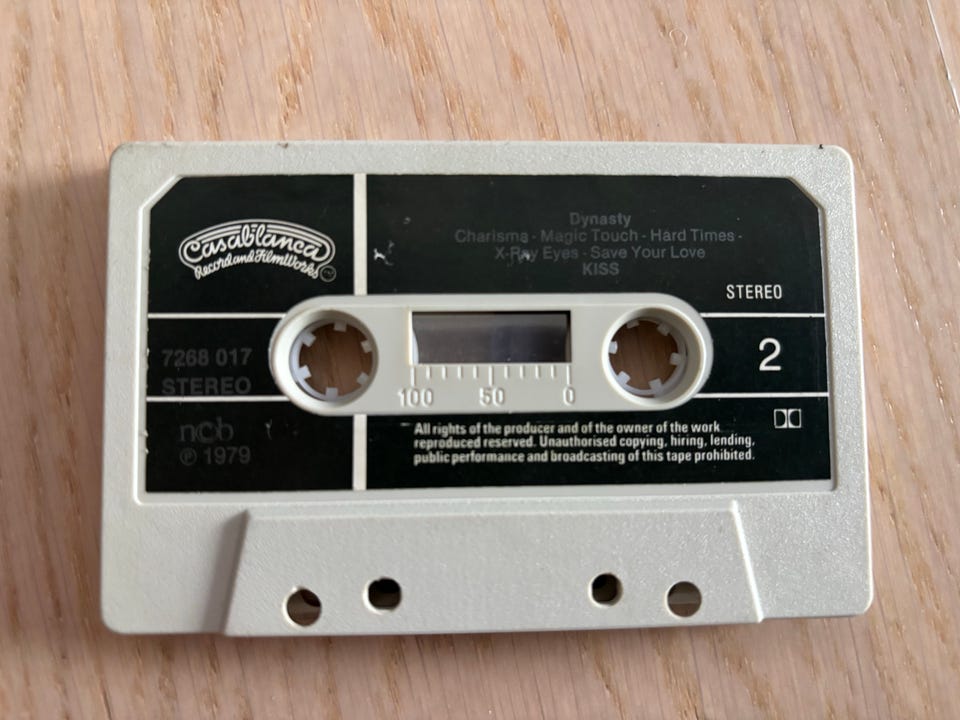 Casablanca
Record and FilmWorks
Dynasty
Charisma - Magic Touch - Hard Times -
X-Ray Eyes - Save Your Love
KISS
STEREO
7268 017
STEREO
2
100 50 0
ncb
℗ 1979
All rights of the producer and of the owner of the work
reproduced reserved. Unauthorised copying, hiring, lending,
public performance and broadcasting of this tape prohibited.